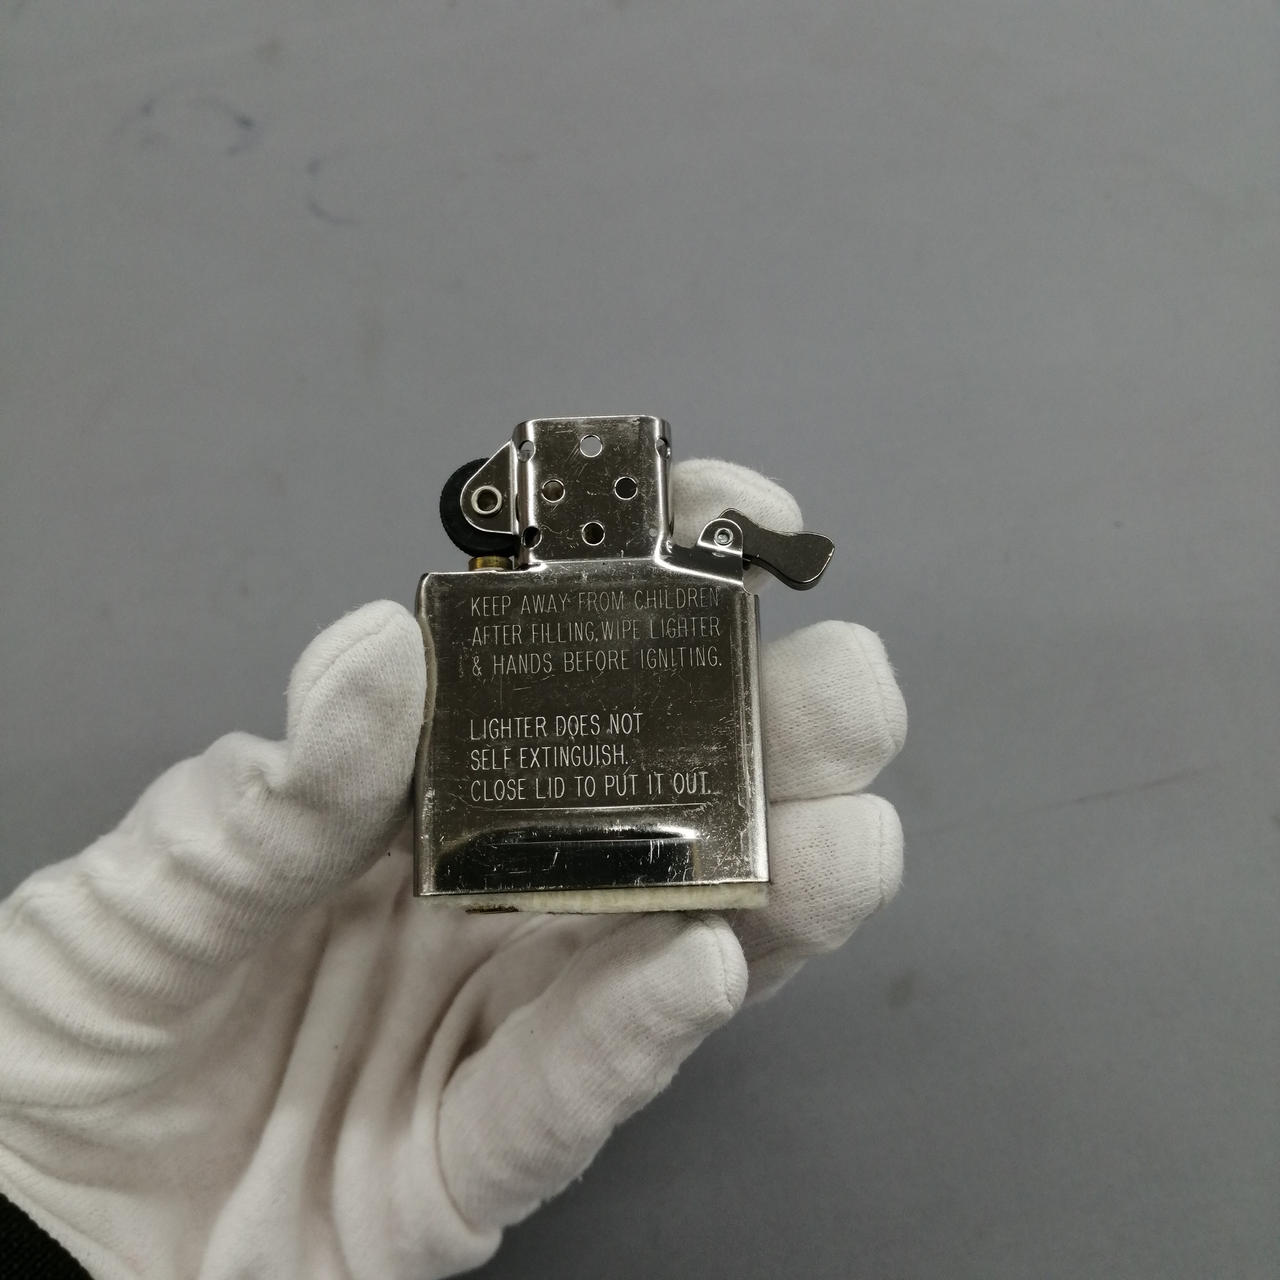 KEEP AWAY FROM CHILDREN
AFTER FILLING, WIPE LIGHTER
& HANDS BEFORE IGNITING.
LIGHTER DOES NOT
SELF EXTINGUISH.
CLOSE LID TO PUT IT OUT.